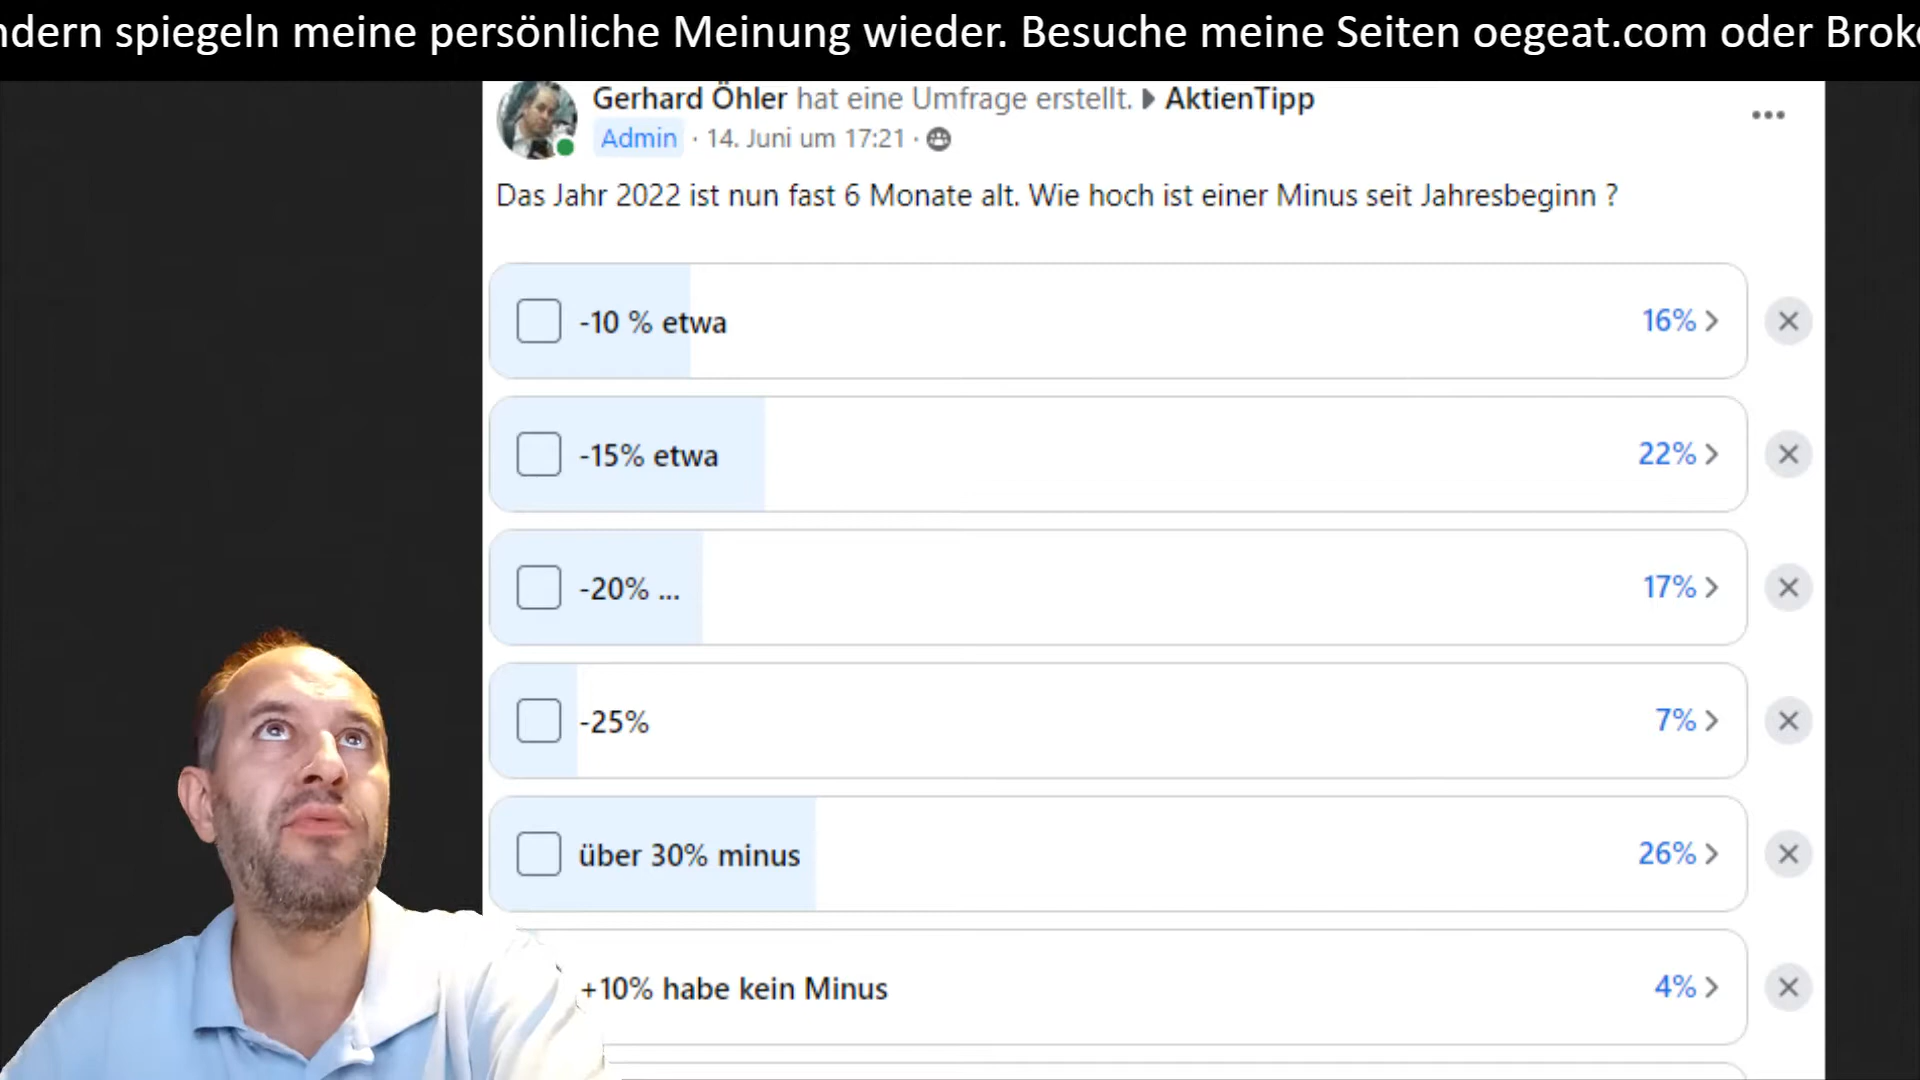 ndern spiegeln meine persönliche Meinung wieder. Besuche meine Seiten oegeat.com oder Brok
Gerhard Öhler hat eine Umfrage erstellt. AktienTipp
Admin · 14. Juni um 17:21 ·
Das Jahr 2022 ist nun fast 6 Monate alt. Wie hoch ist einer Minus seit Jahresbeginn ?
-10 % etwa 16%
-15% etwa 22%
-20% ... 17%
-25% 7%
über 30% minus 26%
+10% habe kein Minus 4%